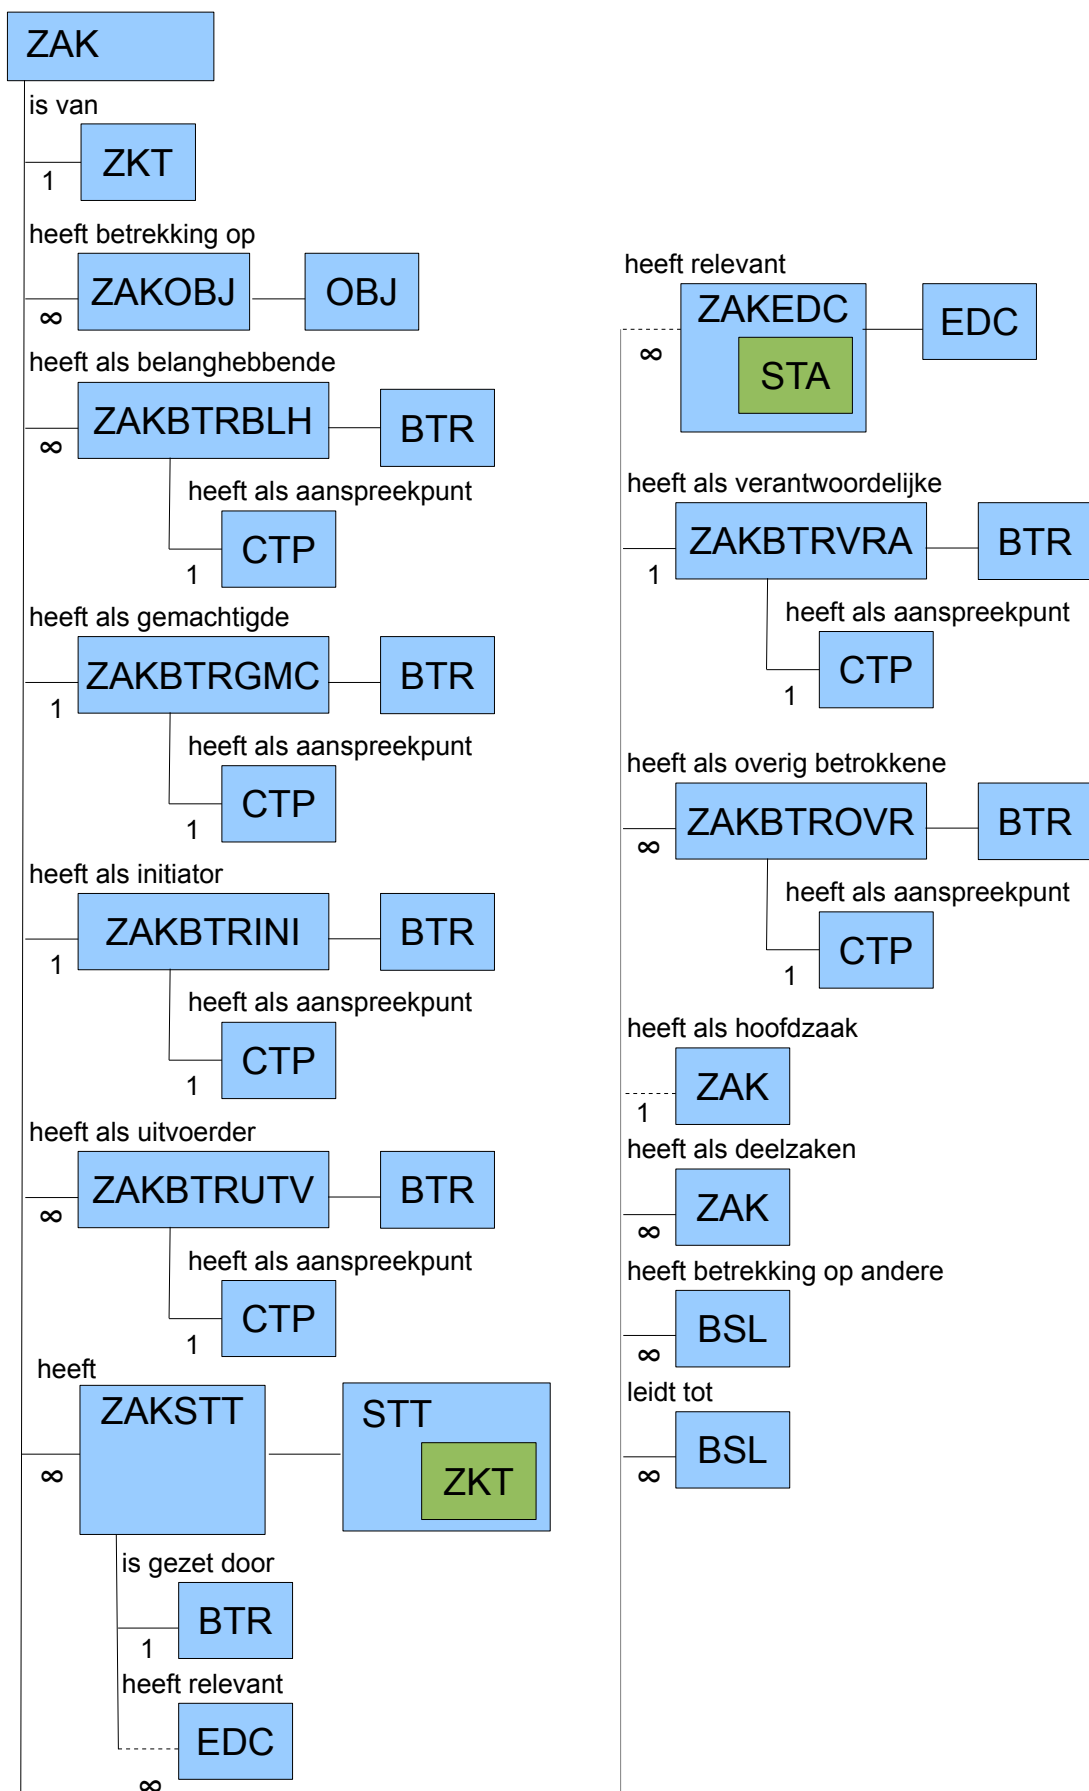 ZAK
is van
ZKT
1
heeft betrekking op
ZAKOBJ
OBJ
∞
heeft als belanghebbende
ZAKBTRBLH
BTR
∞
heeft als aanspreekpunt
CTP
1
heeft als gemachtigde
ZAKBTRGMC
BTR
1
heeft als aanspreekpunt
CTP
1
heeft als initiator
ZAKBTRINI
BTR
1
heeft als aanspreekpunt
CTP
1
heeft als uitvoerder
ZAKBTRUTV
BTR
∞
heeft als aanspreekpunt
CTP
1
heeft
ZAKSTT
STT
ZKT
∞
is gezet door
BTR
1
heeft relevant
EDC
∞
heeft relevant
ZAKEDC
EDC
∞
STA
heeft als verantwoordelijke
ZAKBTRVRA
BTR
1
heeft als aanspreekpunt
CTP
1
heeft als overig betrokkene
ZAKBTROVR
BTR
∞
heeft als aanspreekpunt
CTP
1
heeft als hoofdzaak
ZAK
1
heeft als deelzaken
ZAK
∞
heeft betrekking op andere
BSL
∞
leidt tot
BSL
∞